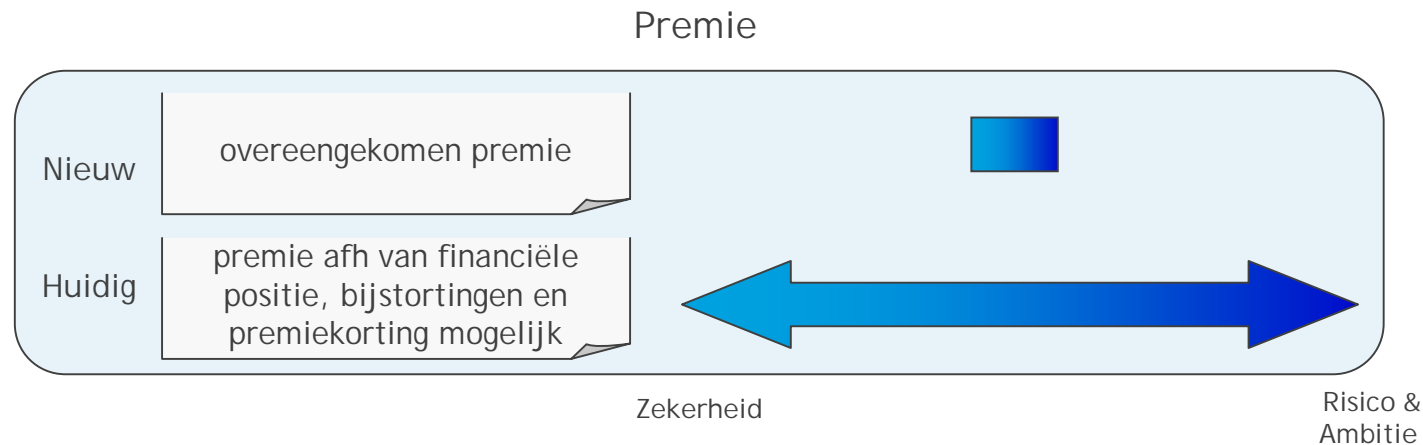 Premie
Nieuw
overeengekomen premie
Huidig
premie afh van financiële
positie, bijstortingen en
premiekorting mogelijk
Zekerheid
Risico &
Ambitie